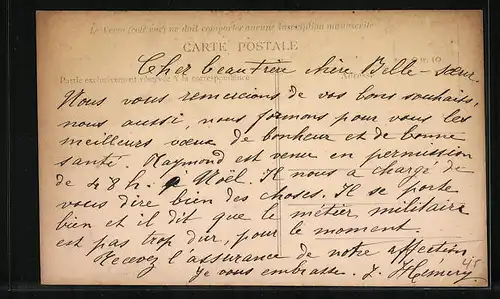 Le Verso (côté vue) ne doit comporter aucune inscription manuscrite
CARTE POSTALE
Partie exclusivement réservée à la correspondance. Adresse
Cher beau-frère chère Belle-sœur
Nous vous remercions de vos bons souhaits,
nous aussi, nous formons pour vous les
meilleurs vœux de bonheur et de bonne
santé. Raymond est venu en permission
de 48h. à Noël. Il nous a chargé de
vous dire bien des choses. Il se porte
bien et il dit que le métier militaire
est pas trop dur, pour le moment.
Recevez l'assurance de notre affection
Je vous embrasse. J. Hémery